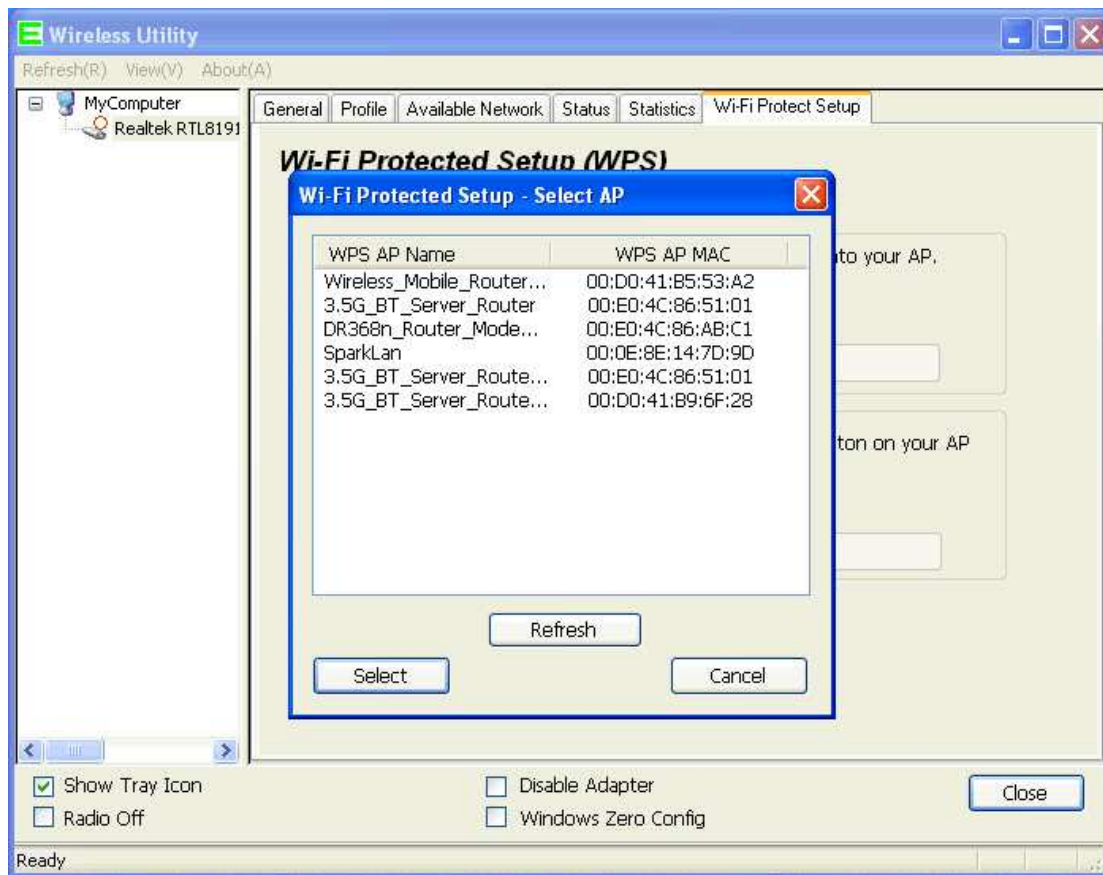 Wireless Utility
Refresh(R) View(V) About(A)
MyComputer
Realtek RTL8191
General Profile Available Network Status Statistics Wi-Fi Protect Setup
Wi-Fi Protected Setup (WPS)
Wi-Fi Protected Setup - Select AP
WPS AP Name WPS AP MAC
Wireless_Mobile_Router... 00:D0:41:B5:53:A2
3.5G_BT_Server_Router 00:E0:4C:86:51:01
DR368n_Router_Mode... 00:E0:4C:86:AB:C1
SparkLan 00:0E:8E:14:7D:9D
3.5G_BT_Server_Route... 00:E0:4C:86:51:01
3.5G_BT_Server_Route... 00:D0:41:B9:6F:28
to your AP.
ton on your AP
Refresh
Select Cancel
Show Tray Icon Disable Adapter Close
Radio Off Windows Zero Config
Ready